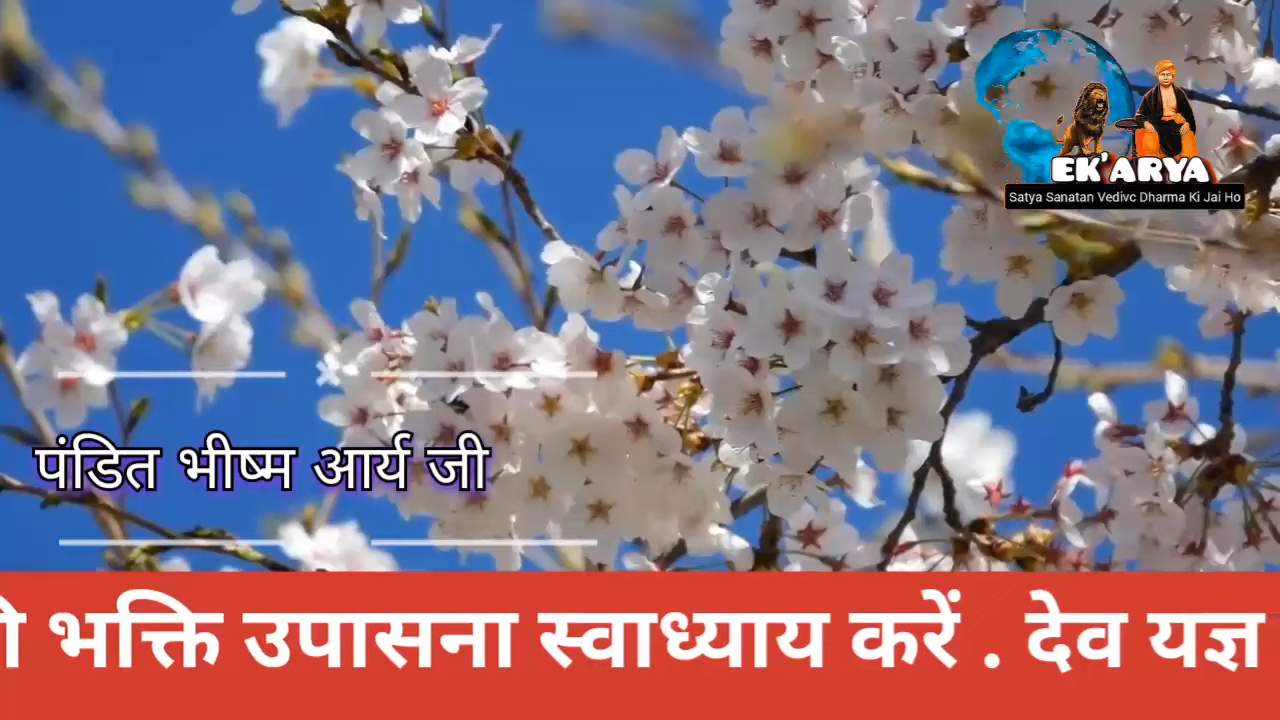 EK'ARYA
Satya Sanatan Vedivc Dharma Ki Jai Ho
पंडित भीष्म आर्य जी
भक्ति उपासना स्वाध्याय करें . देव यज्ञ